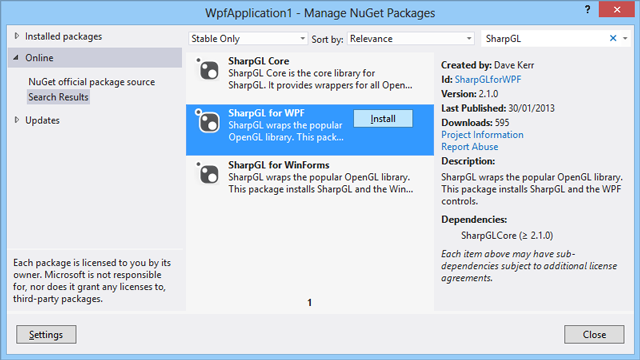 WpfApplication1 - Manage NuGet Packages
Installed packages
Online
NuGet official package source
Search Results
Updates
Each package is licensed to you by its
owner. Microsoft is not responsible
for, nor does it grant any licenses to,
third-party packages.
Stable Only
Sort by:
Relevance
SharpGL Core
SharpGL Core is the core library for
SharpGL. It provides wrappers for all Open...
SharpGL for WPF
SharpGL wraps the popular
OpenGL library. This pack...
Install
SharpGL for WinForms
SharpGL wraps the popular OpenGL library.
This package installs SharpGL and the Win...
1
SharpGL
Created by: Dave Kerr
Id: SharpGLforWPF
Version: 2.1.0
Last Published: 30/01/2013
Downloads: 595
Project Information
Report Abuse
Description:
SharpGL wraps the popular OpenGL library.
This package installs SharpGL and the WPF
controls.
Dependencies:
SharpGLCore (≥ 2.1.0)
Each item above may have sub-
dependencies subject to additional license
agreements.
Settings
Close